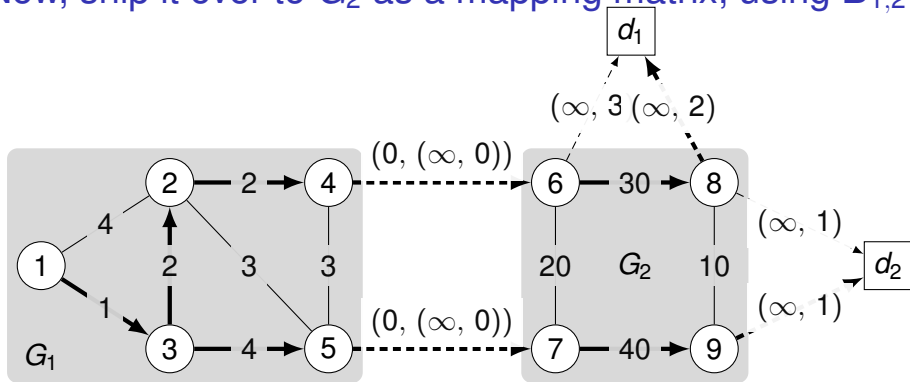 Now, ship it over to G2 as a mapping matrix, using B1,2
d1
(∞, 3 (∞, 2)
(0, (∞, 0))
2 2 4 6 30 8
4 (∞, 1)
1 2 3 3 20 G2 10 d2
1 (0, (∞, 0)) (∞, 1)
G1 3 4 5 7 40 9